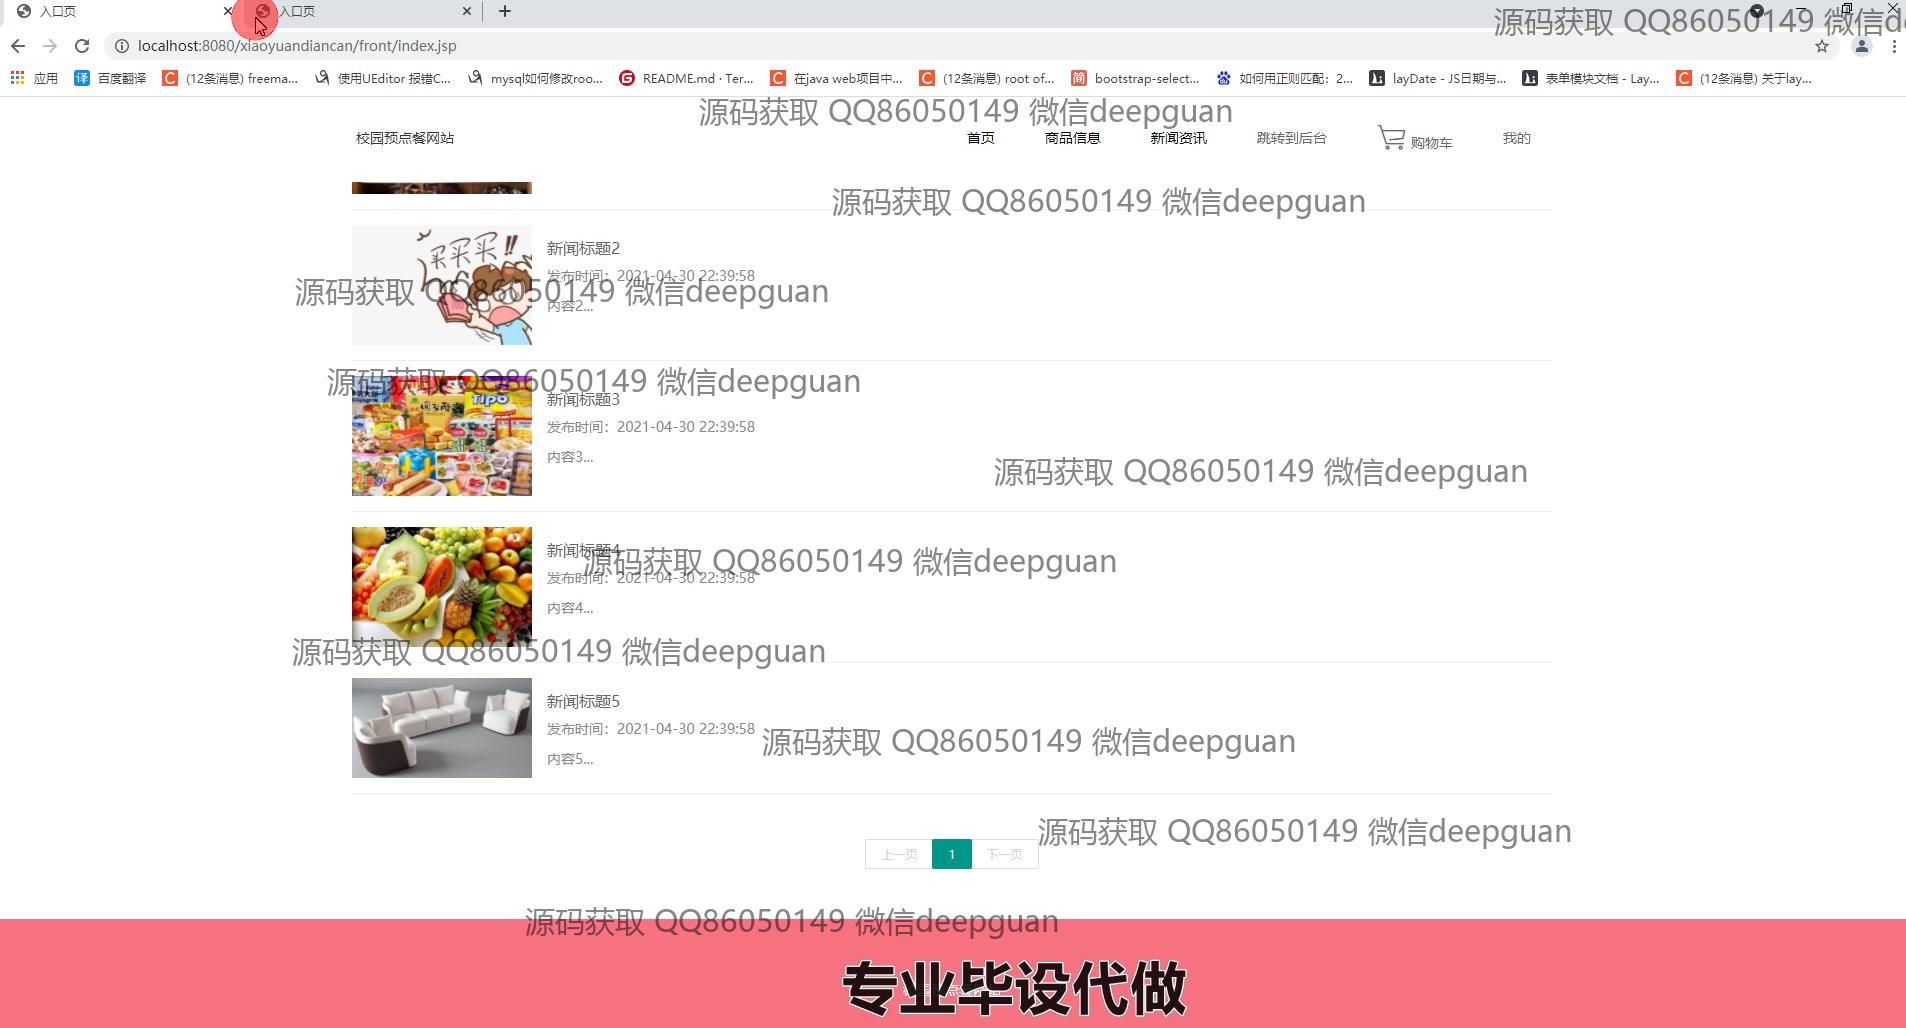 入口页
入口页
源码获取 QQ86050149 微信de
localhost:8080/xiaoyuandiancan/front/index.jsp
应用
百度翻译
(12条消息) freema...
使用UEditor 报错C...
mysql如何修改roo...
README.md · Ter...
在java web项目中...
(12条消息) root of...
bootstrap-select...
如何用正则匹配：2...
layDate - JS日期与...
表单模块文档 - Lay...
(12条消息) 关于lay...
源码获取 QQ86050149 微信deepguan
校园预点餐网站
首页
商品信息
新闻资讯
跳转到后台
购物车
我的
源码获取 QQ86050149 微信deepguan
买买买!!
新闻标题2
发布时间：2021-04-30 22:39:58
源码获取 QQ86050149 微信deepguan
内容2...
源码获取 QQ86050149 微信deepguan
Tipo
新闻标题3
发布时间：2021-04-30 22:39:58
内容3...
源码获取 QQ86050149 微信deepguan
新闻标题4
源码获取 QQ86050149 微信deepguan
发布时间：2021-04-30 22:39:58
内容4...
源码获取 QQ86050149 微信deepguan
新闻标题5
发布时间：2021-04-30 22:39:58
源码获取 QQ86050149 微信deepguan
内容5...
源码获取 QQ86050149 微信deepguan
上一页
1
下一页
源码获取 QQ86050149 微信deepguan
专业毕设代做